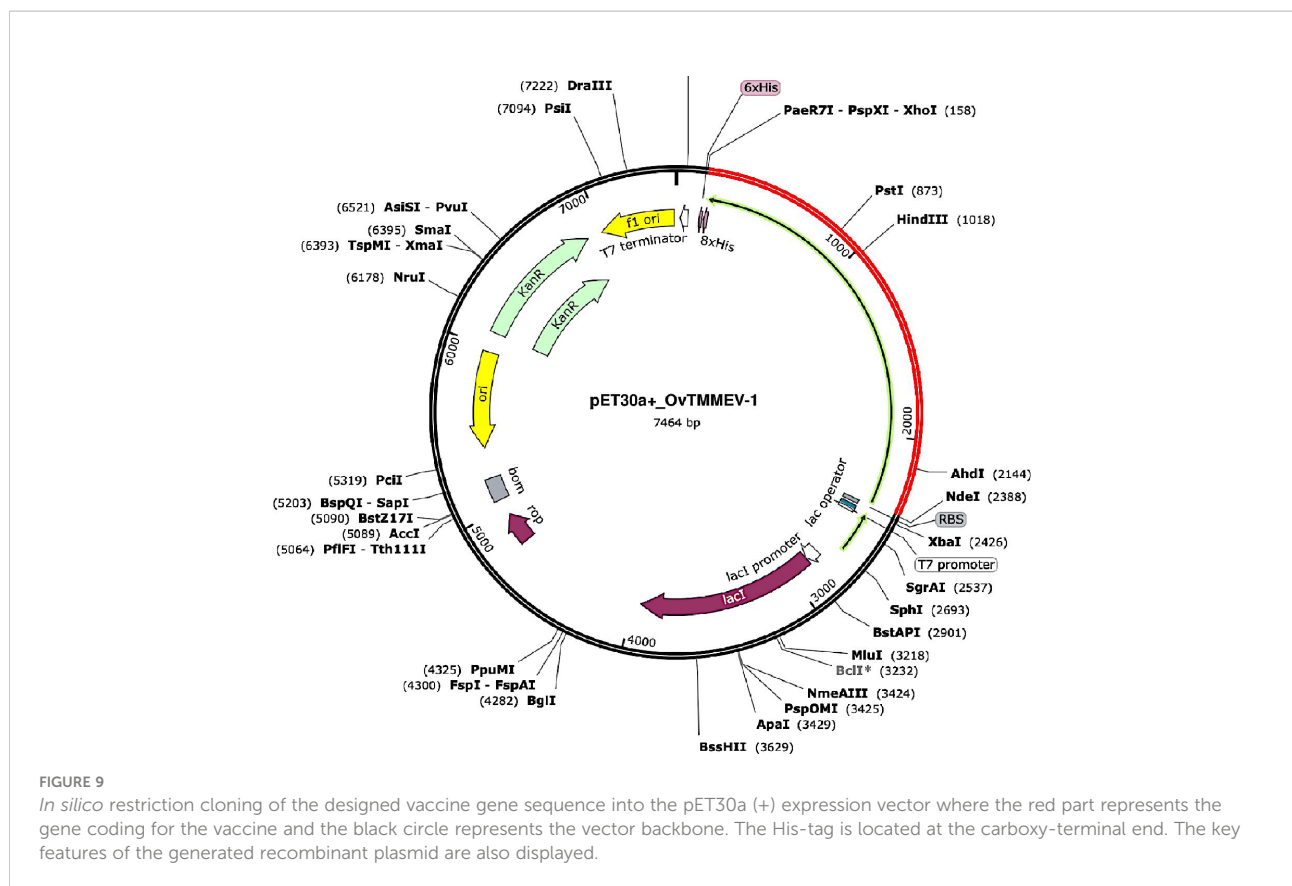 (7222) DraIII
(7094) PsiI
6xHis
PaeR7I - PspXI - XhoI (158)
PstI (873)
HindIII (1018)
(6521) AsiSI - PvuI
(6395) SmaI
(6393) TspMI - XmaI
(6178) NruI
7000
1000
f1 ori
T7 terminator
8xHis
KanR
KanR
6000
ori
pET30a+_OvTMMEV-1
7464 bp
2000
AhdI (2144)
NdeI (2388)
RBS
XbaI (2426)
T7 promoter
SgrAI (2537)
SphI (2693)
BstAPI (2901)
MluI (3218)
BclI* (3232)
NmeAIII (3424)
PspOMI (3425)
ApaI (3429)
BssHII (3629)
(5319) PciI
(5203) BspQI - SapI
(5090) BstZ17I
(5089) AccI
(5064) PflFI - Tth111I
bom
rop
5000
lac operator
lacI promoter
lacI
3000
4000
(4325) PpuMI
(4300) FspI - FspAI
(4282) BglI
FIGURE 9
In silico restriction cloning of the designed vaccine gene sequence into the pET30a (+) expression vector where the red part represents the
gene coding for the vaccine and the black circle represents the vector backbone. The His-tag is located at the carboxy-terminal end. The key
features of the generated recombinant plasmid are also displayed.